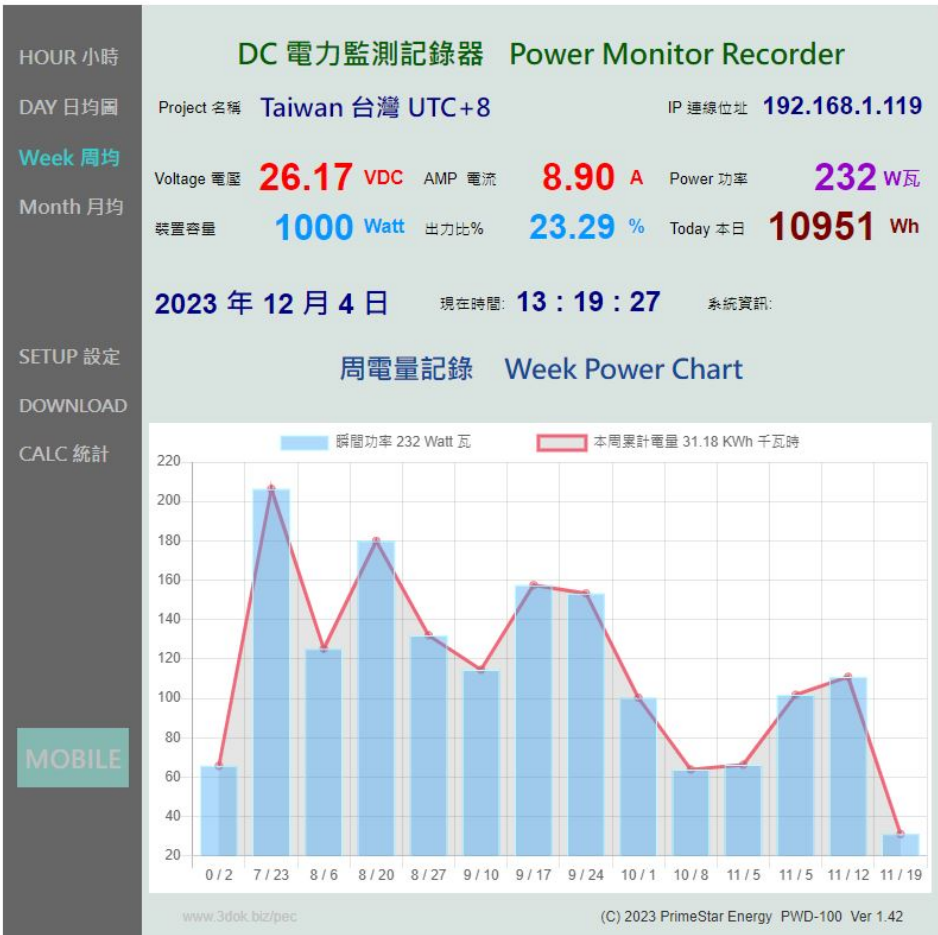 HOUR 小時
DAY 日均圖
Week 周均
Month 月均
SETUP 設定
DOWNLOAD
CALC 統計
MOBILE
DC 電力監測記錄器 Power Monitor Recorder
Project 名稱 Taiwan 台灣 UTC+8 IP 連線位址 192.168.1.119
Voltage 電壓 26.17 VDC AMP 電流 8.90 A Power 功率 232 W瓦
裝置容量 1000 Watt 出力比% 23.29 % Today 本日 10951 Wh
2023 年 12 月 4 日 現在時間: 13 : 19 : 27 系統資訊:
周電量記錄 Week Power Chart
瞬間功率 232 Watt 瓦 本周累計電量 31.18 KWh 千瓦時
220
200
180
160
140
120
100
80
60
40
20
0 / 2 7 / 23 8 / 6 8 / 20 8 / 27 9 / 10 9 / 17 9 / 24 10 / 1 10 / 8 11 / 5 11 / 5 11 / 12 11 / 19
www.3dok.biz/pec (C) 2023 PrimeStar Energy PWD-100 Ver 1.42